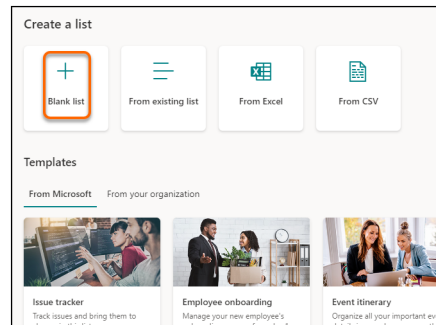 Create a list
Blank list
From existing list
From Excel
From CSV
Templates
From Microsoft From your organization
Issue tracker
Track issues and bring them to
Employee onboarding
Manage your new employee's
Event itinerary
Organize all your important